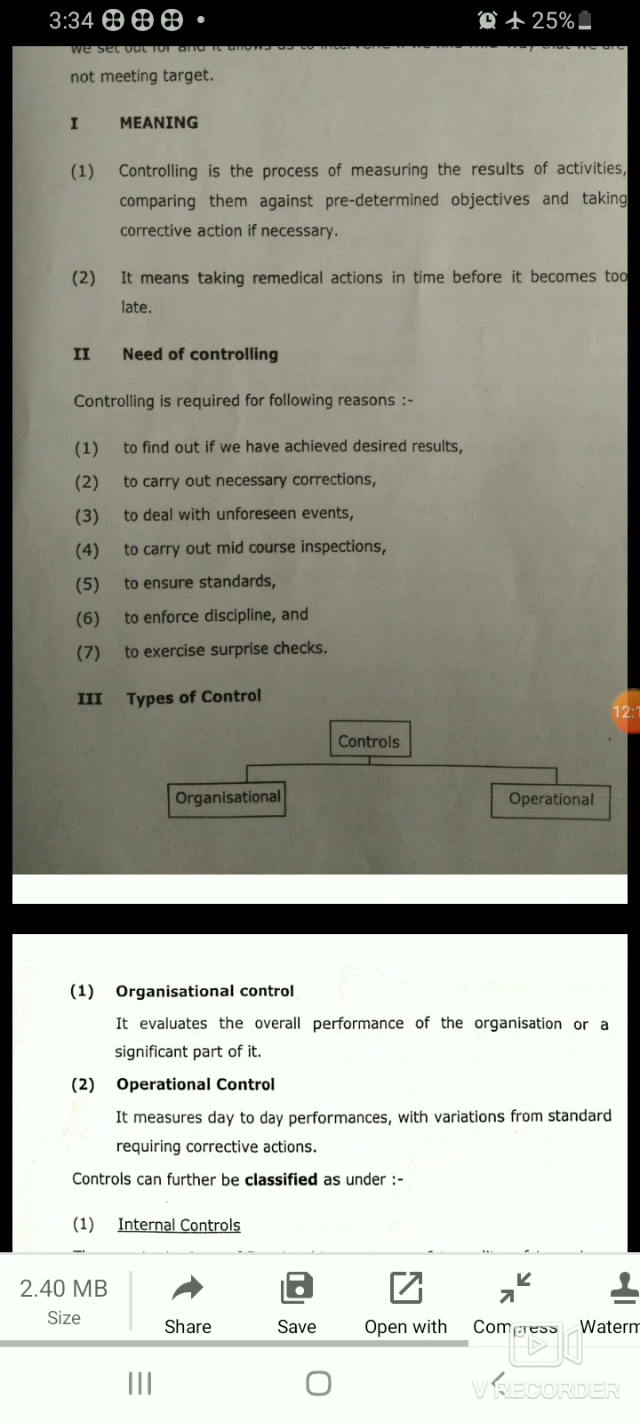 3:34
25%
not meeting target.
I MEANING
(1) Controlling is the process of measuring the results of activities,
comparing them against pre-determined objectives and taking
corrective action if necessary.
(2) It means taking remedical actions in time before it becomes too
late.
II Need of controlling
Controlling is required for following reasons :-
(1) to find out if we have achieved desired results,
(2) to carry out necessary corrections,
(3) to deal with unforeseen events,
(4) to carry out mid course inspections,
(5) to ensure standards,
(6) to enforce discipline, and
(7) to exercise surprise checks.
III Types of Control
12:1
Controls
Organisational Operational
(1) Organisational control
It evaluates the overall performance of the organisation or a
significant part of it.
(2) Operational Control
It measures day to day performances, with variations from standard
requiring corrective actions.
Controls can further be classified as under :-
(1) Internal Controls
2.40 MB
Size
Share Save Open with Compress Waterm
V RECORDER